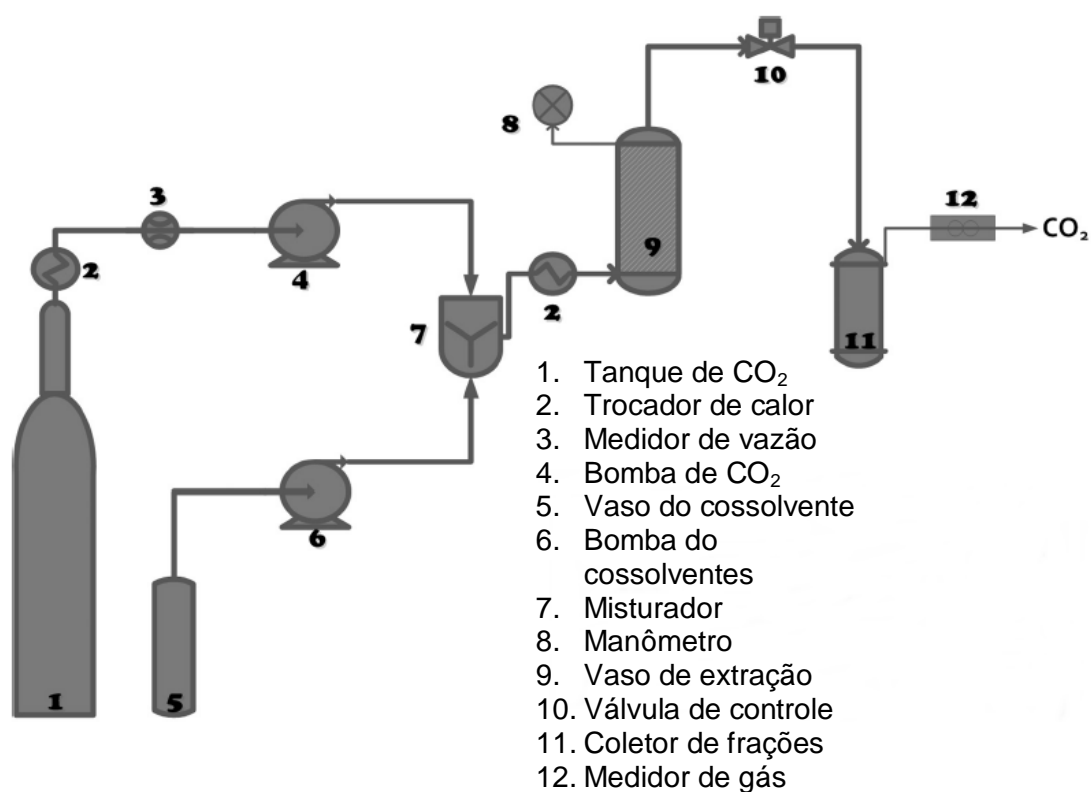 10
8
3
12
CO₂
2
9
4
2
7
11
1. Tanque de CO₂
2. Trocador de calor
3. Medidor de vazão
4. Bomba de CO₂
5. Vaso do cossolvente
6. Bomba do
cossolventes
7. Misturador
8. Manômetro
9. Vaso de extração
10. Válvula de controle
11. Coletor de frações
12. Medidor de gás
6
1
5